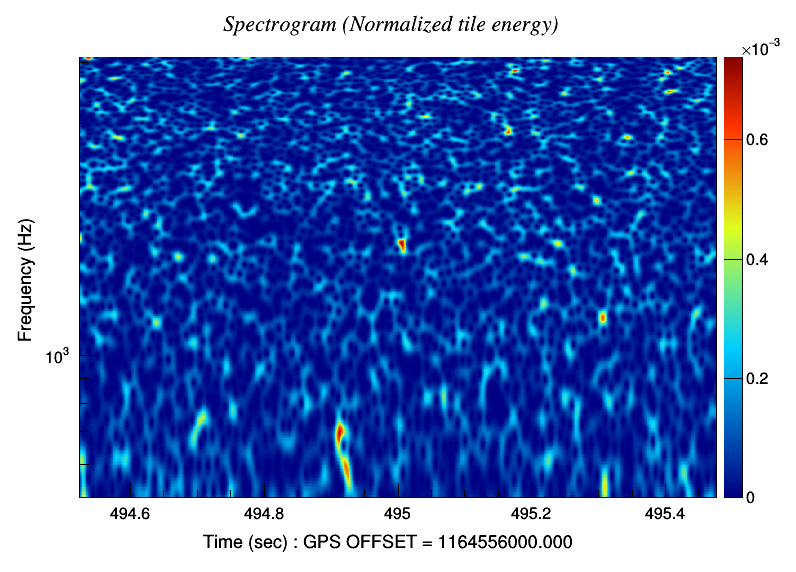 Spectrogram (Normalized tile energy)
×10⁻³
0.6
0.4
0.2
0
Frequency (Hz)
10³
494.6 494.8 495 495.2 495.4
Time (sec) : GPS OFFSET = 1164556000.000